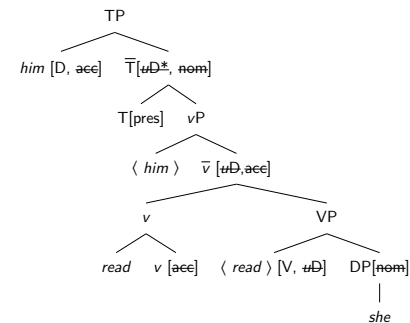 TP
him [D, acc] T̅[uD*, nom]
T[pres] vP
⟨ him ⟩ v̅ [uD,acc]
v VP
read v [acc] ⟨ read ⟩ [V, uD] DP[nom]
she